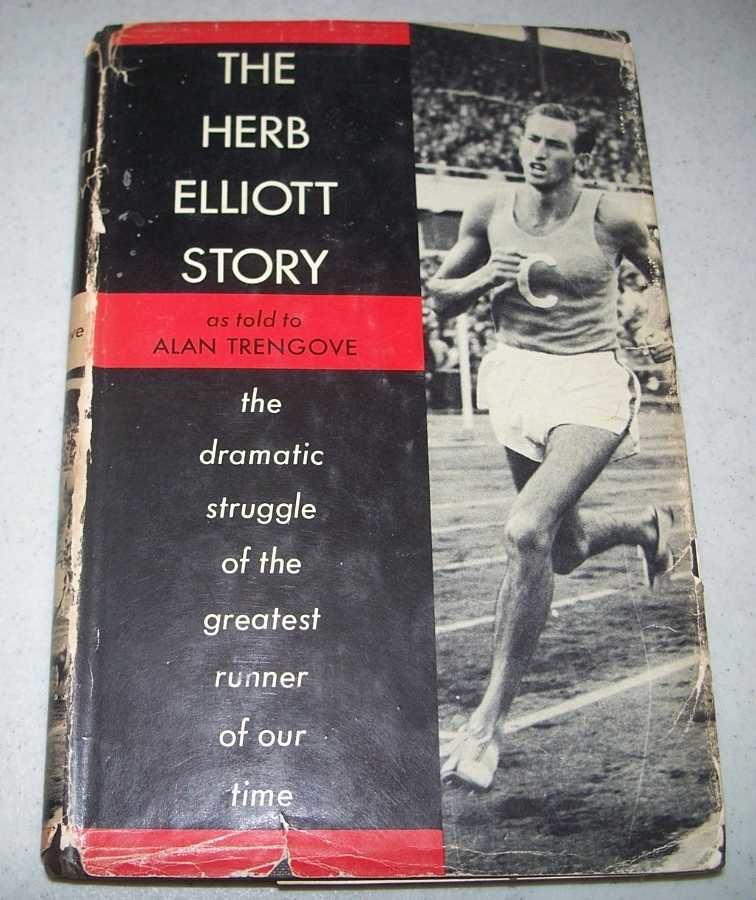 THE
HERB
ELLIOTT
STORY
as told to
ALAN TRENGOVE
the
dramatic
struggle
of the
greatest
runner
of our
time
C